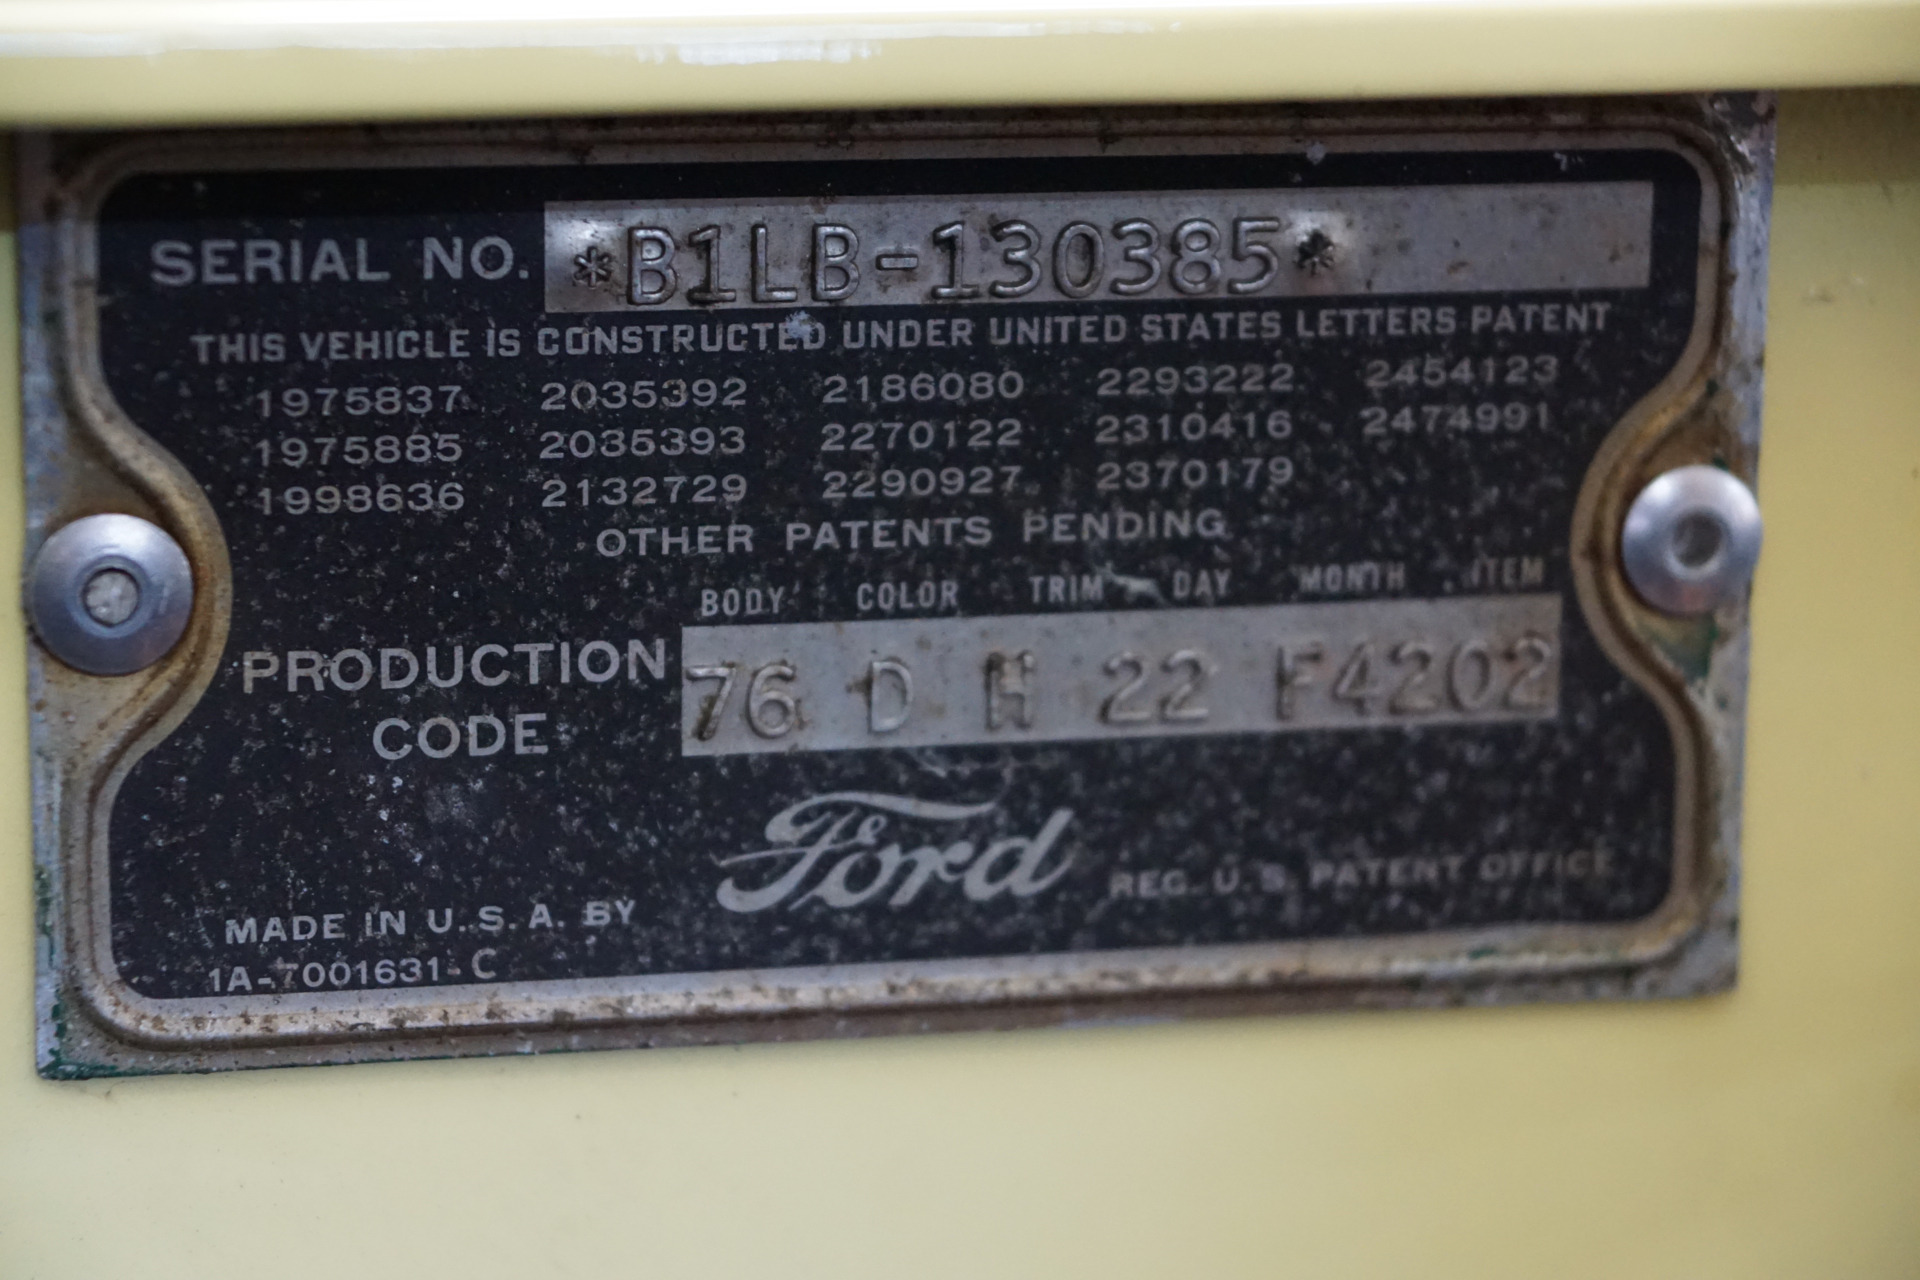 SERIAL NO. *B1LB-130385*
THIS VEHICLE IS CONSTRUCTED UNDER UNITED STATES LETTERS PATENT
1975837 2035392 2186080 2293222 2454123
1975885 2035393 2270122 2310416 2474991
1998636 2132729 2290927 2370179
OTHER PATENTS PENDING
BODY COLOR TRIM DAY MONTH ITEM
PRODUCTION CODE 76 D H 22 F4202
MADE IN U.S.A. BY Ford REG. U.S. PATENT OFFICE
1A-7001631-C